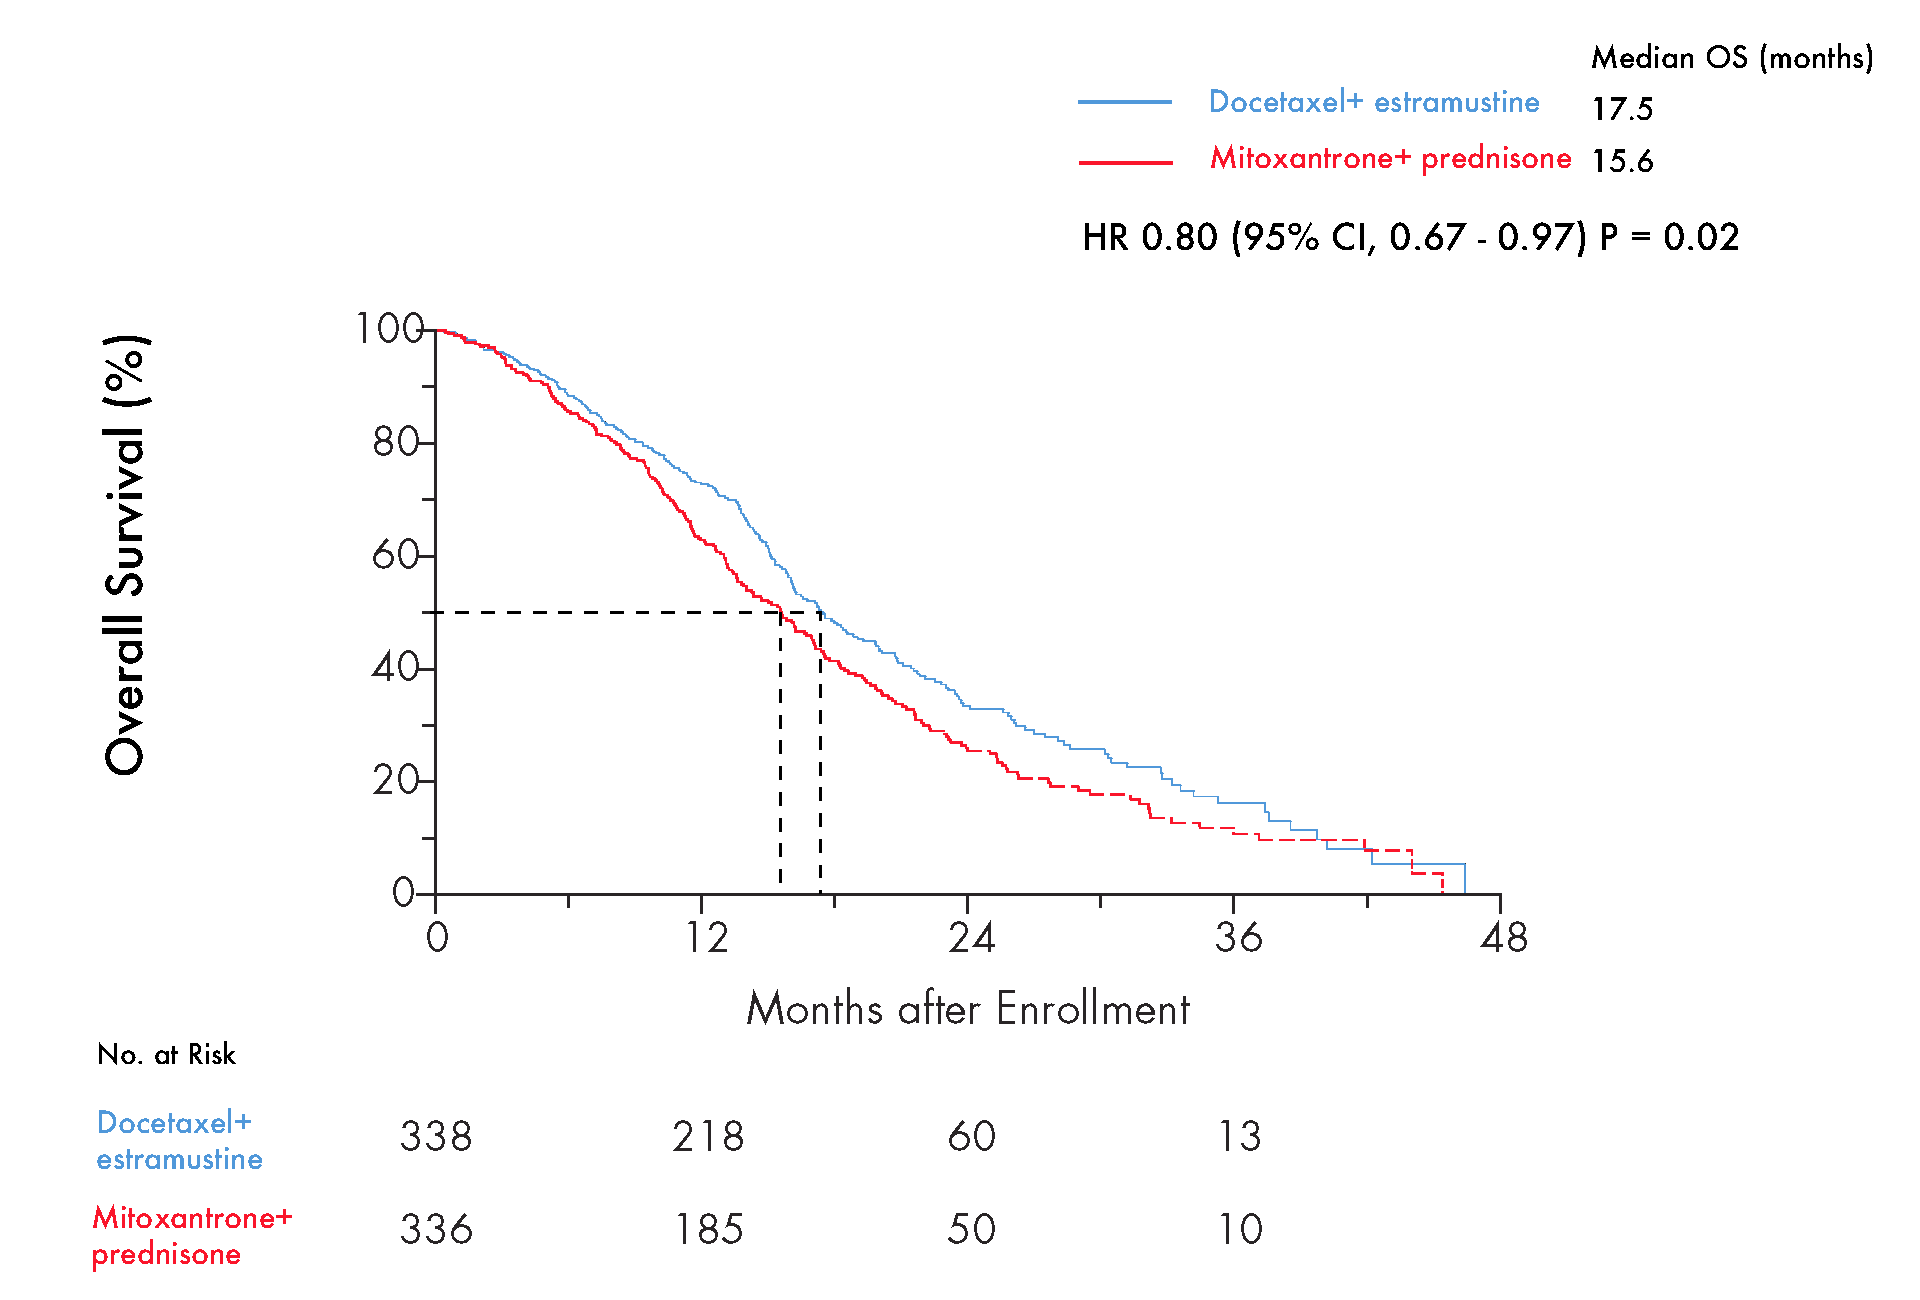 Median OS (months)
Docetaxel+ estramustine 17.5
Mitoxantrone+ prednisone 15.6
HR 0.80 (95% CI, 0.67 - 0.97) P = 0.02
Overall Survival (%)
100
80
60
40
20
0
0 12 24 36 48
Months after Enrollment
No. at Risk
Docetaxel+
estramustine
338 218 60 13
Mitoxantrone+
prednisone
336 185 50 10